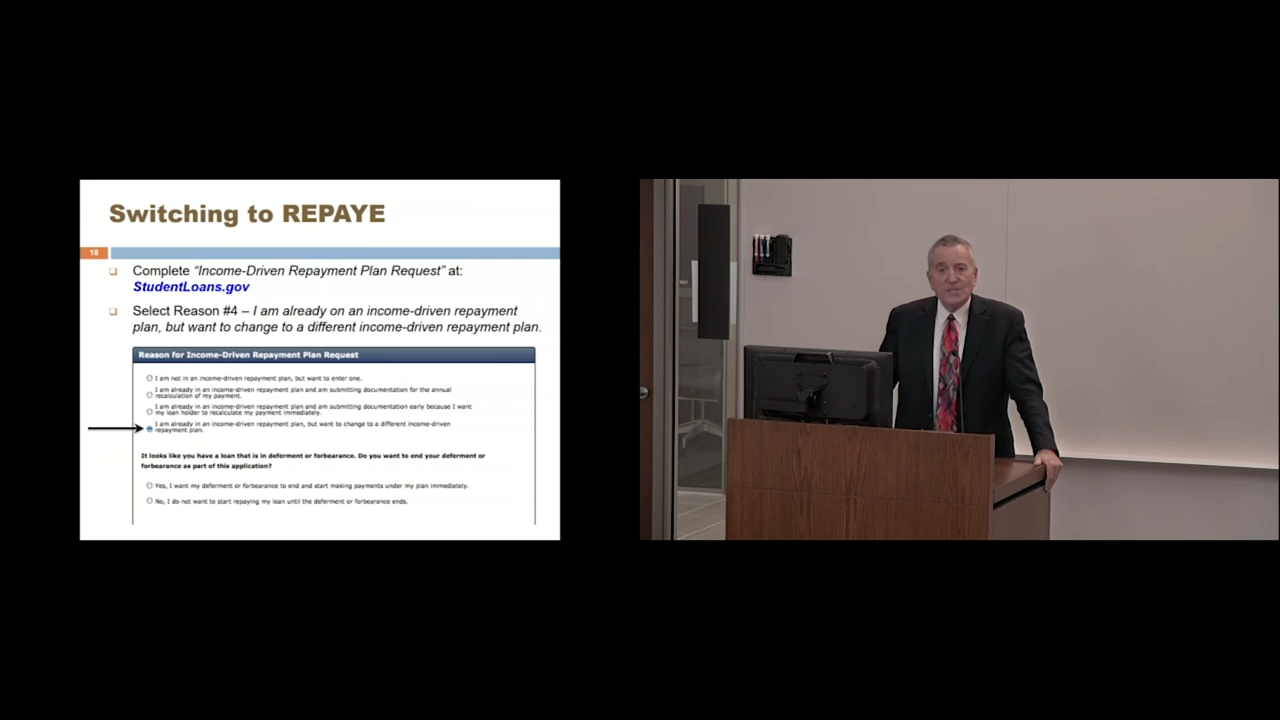 Switching to REPAYE
18
❑ Complete “Income-Driven Repayment Plan Request” at:
StudentLoans.gov
❑ Select Reason #4 – I am already on an income-driven repayment
plan, but want to change to a different income-driven repayment plan.
Reason for Income-Driven Repayment Plan Request
I am not in an income-driven repayment plan, but want to enter one.
I am already in an income-driven repayment plan and am submitting documentation for the annual
recalculation of my payment.
I am already in an income-driven repayment plan and am submitting documentation early because I want
my loan holder to recalculate my payment immediately.
I am already in an income-driven repayment plan, but want to change to a different income-driven
repayment plan.
It looks like you have a loan that is in deferment or forbearance. Do you want to end your deferment or
forbearance as part of this application?
Yes, I want my deferment or forbearance to end and start making payments under my plan immediately.
No, I do not want to start repaying my loan until the deferment or forbearance ends.